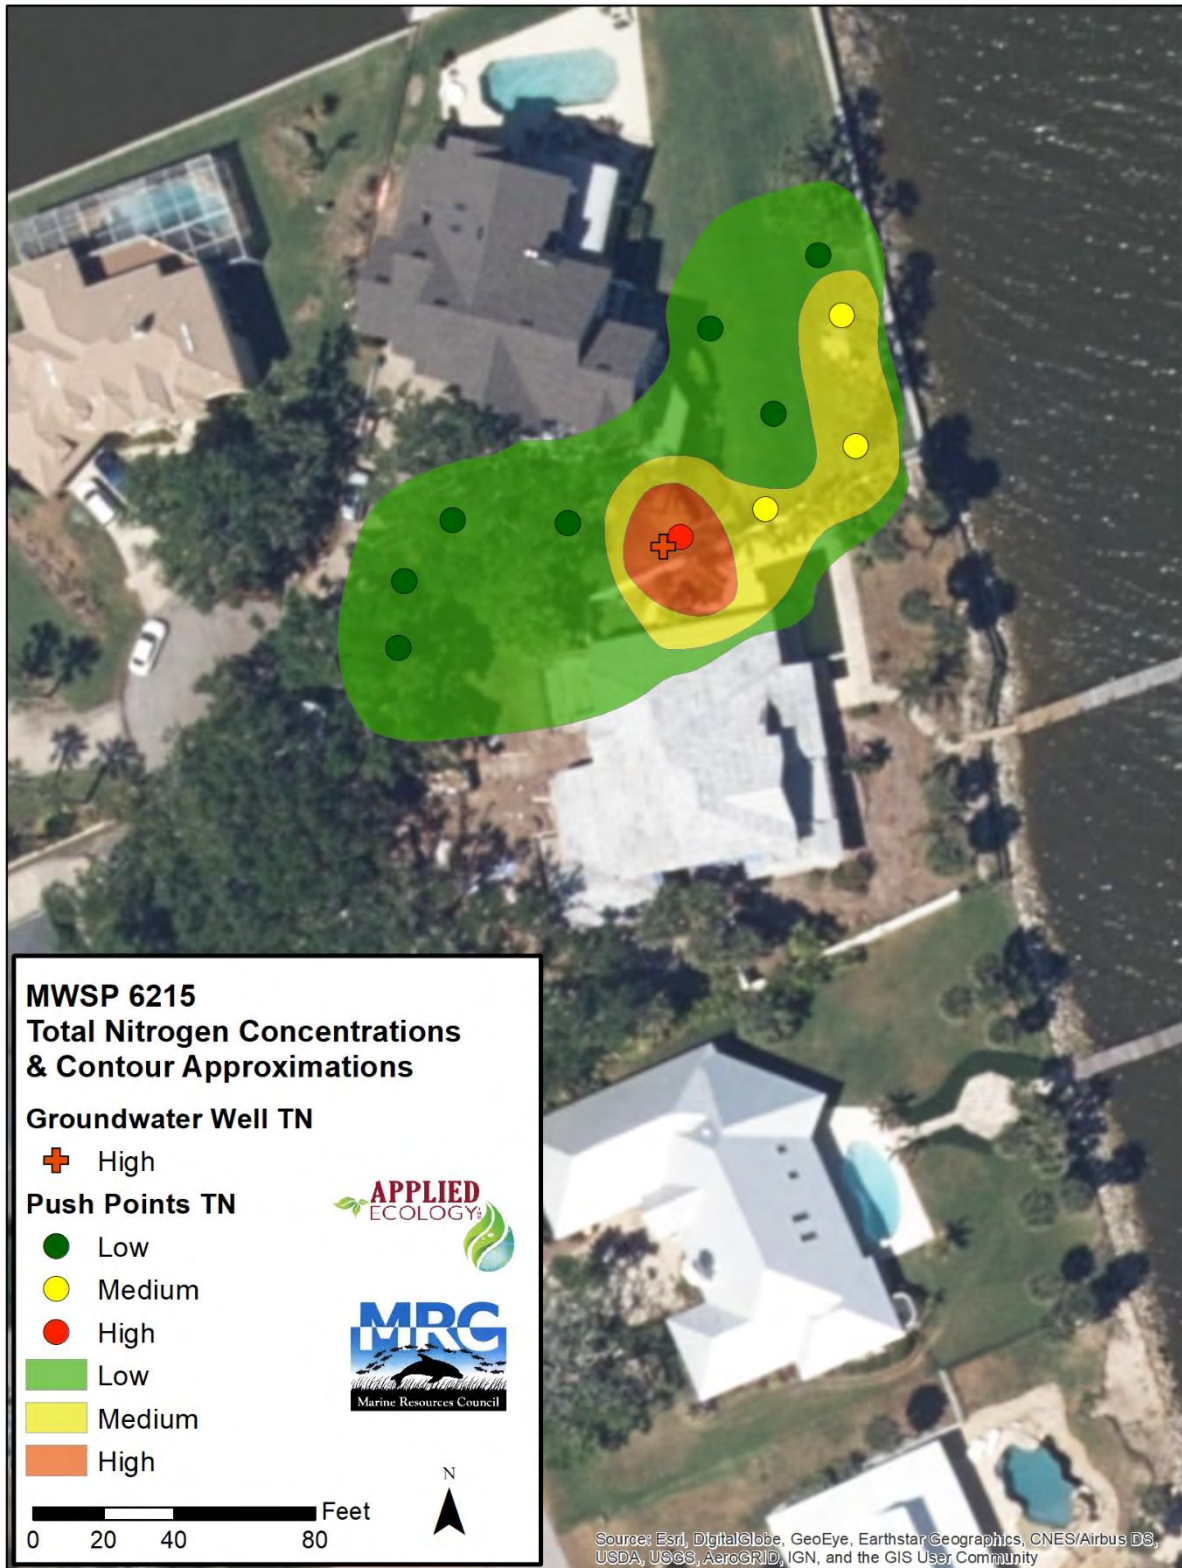 MWSP 6215
Total Nitrogen Concentrations
& Contour Approximations
Groundwater Well TN
High
Push Points TN
Low
Medium
High
Low
Medium
High
APPLIED
ECOLOGY
MRC
Marine Resources Council
N
Feet
0 20 40 80
Source: Esri, DigitalGlobe, GeoEye, Earthstar Geographics, CNES/Airbus DS,
USDA, USGS, AeroGRID, IGN, and the GIS User Community